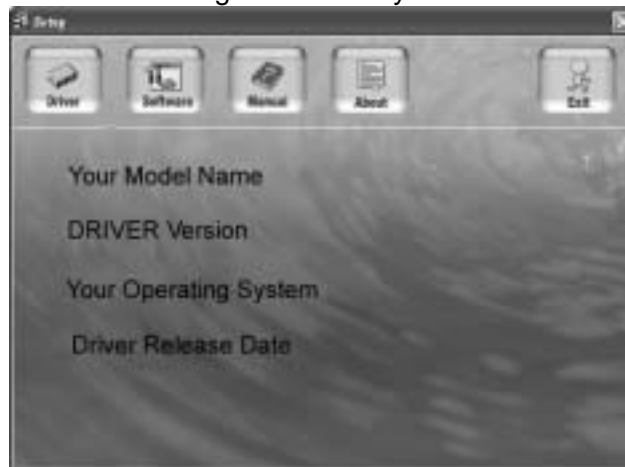 Setup
Driver Software Manual About Exit
Your Model Name
DRIVER Version
Your Operating System
Driver Release Date